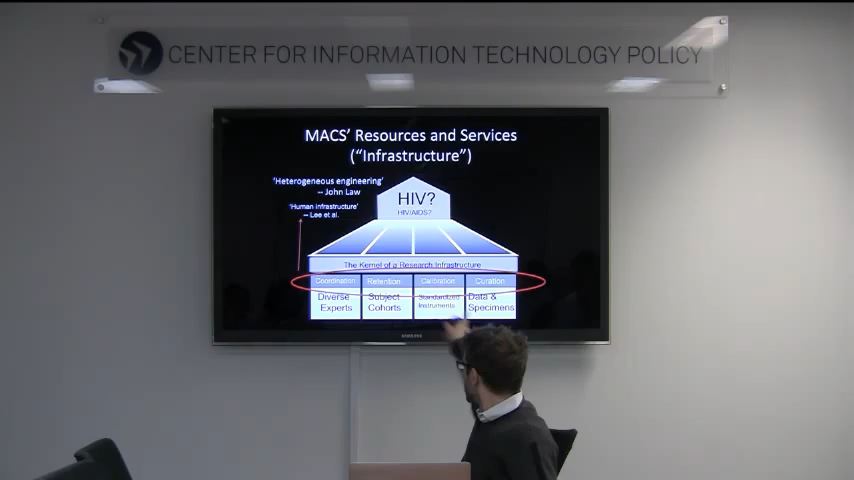 CENTER FOR INFORMATION TECHNOLOGY POLICY
MACS' Resources and Services
("Infrastructure")
'Heterogeneous engineering'
-- John Law
'Human infrastructure'
-- Lee et al.
HIV?
HIV/AIDS?
The Kernel of a Research Infrastructure
Coordination Retention Calibration Curation
Diverse Experts
Subject Cohorts
Standardized Instruments
Data & Specimens
SAMSUNG